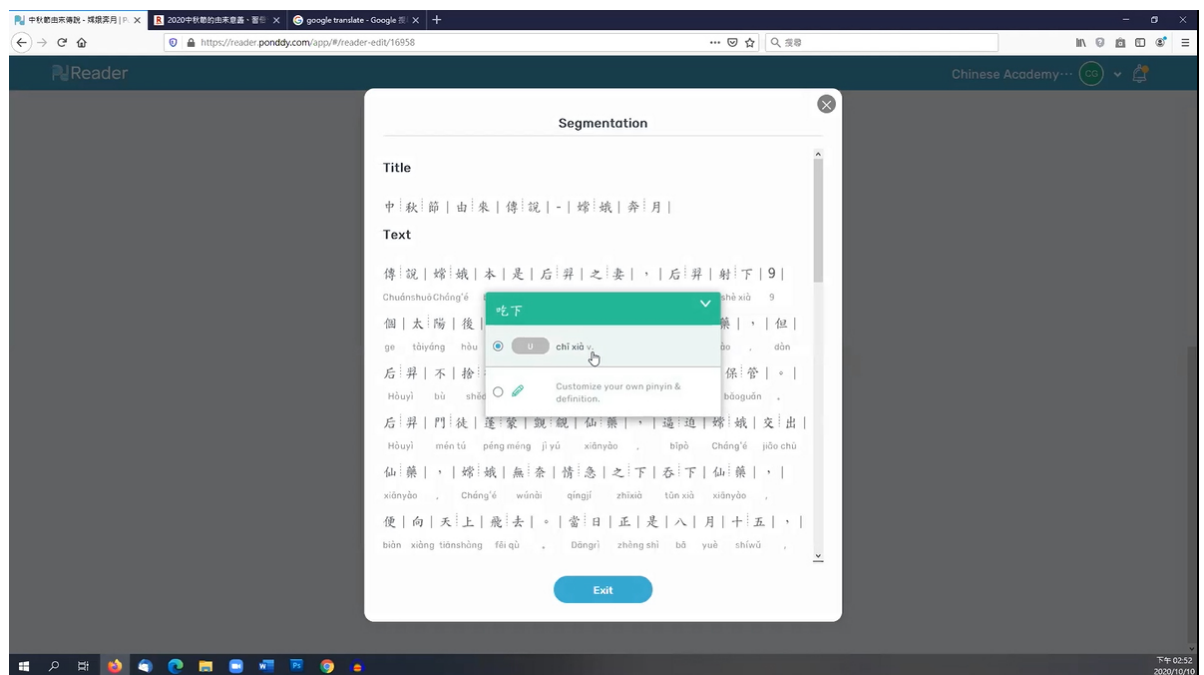 中秋節由來傳說 - 嫦娥奔月 | P
2020中秋節的由來意義、習俗
google translate - Google 搜
https://reader.ponddy.com/app/#/reader-edit/16958
搜尋
Reader
Chinese Academy...
CG
Segmentation
Title
中秋節|由來|傳說|-|嫦娥|奔月|
Text
傳說|嫦娥|本|是|后羿|之妻|,|后羿|射下|9|
Chuánshuō Cháng'é shè xià 9
個|太陽|後|
藥|,|但|
ge tàiyáng hòu
, dàn
后羿|不|捨
保管|。|
Hòuyì bù
bǎoguǎn .
吃下
U chī xià v.
Customize your own pinyin &
definition.
后羿|門徒|逢蒙|覬覦|仙藥|,|逼迫|嫦娥|交出|
Hòuyì mén tú péng méng jì yú xiānyào , bīpò Cháng'é jiāo chū
仙藥|,|嫦娥|無奈|情急|之下|吞下|仙藥|,|
xiānyào , Cháng'é wúnài qíngjí zhīxià tūn xià xiānyào ,
便|向|天上|飛去|。|當日|正是|八|月|十五|,|
biàn xiàng tiānshàng fēi qù . Dàngrì zhèng shì bā yuè shíwǔ ,
Exit
下午 02:52
2020/10/10